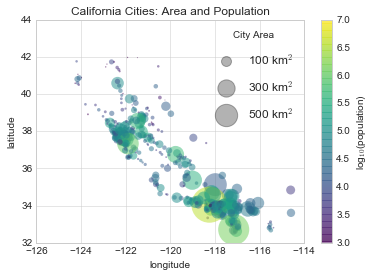 California Cities: Area and Population
44
42
40
38
36
34
32
latitude
−126
−124
−122
−120
−118
−116
−114
longitude
City Area
100 km²
300 km²
500 km²
7.0
6.5
6.0
5.5
5.0
4.5
4.0
3.5
3.0
log₁₀(population)